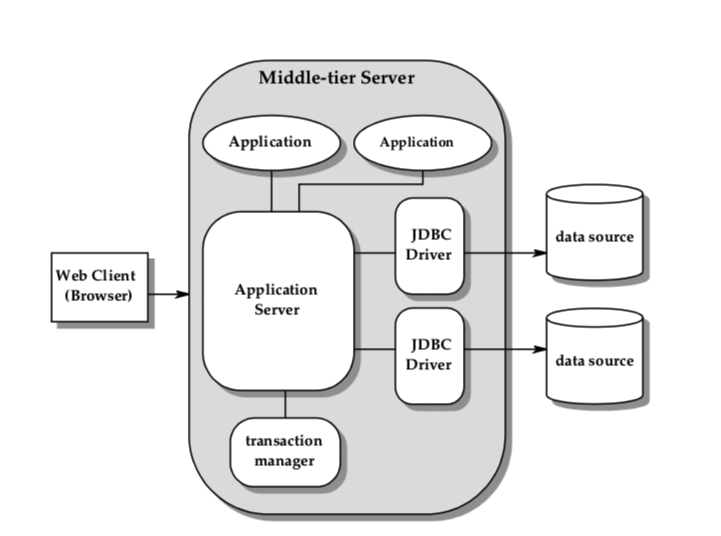 Middle-tier Server
Application
Application
JDBC
Driver
data source
Web Client
(Browser)
Application
Server
JDBC
Driver
data source
transaction
manager